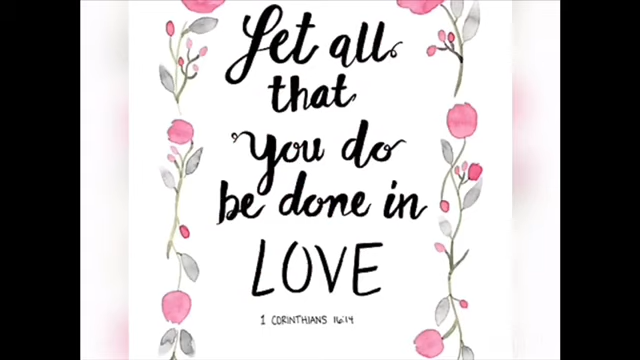 Let all
that
You do
be done in
LOVE
1 CORINTHIANS 16:14